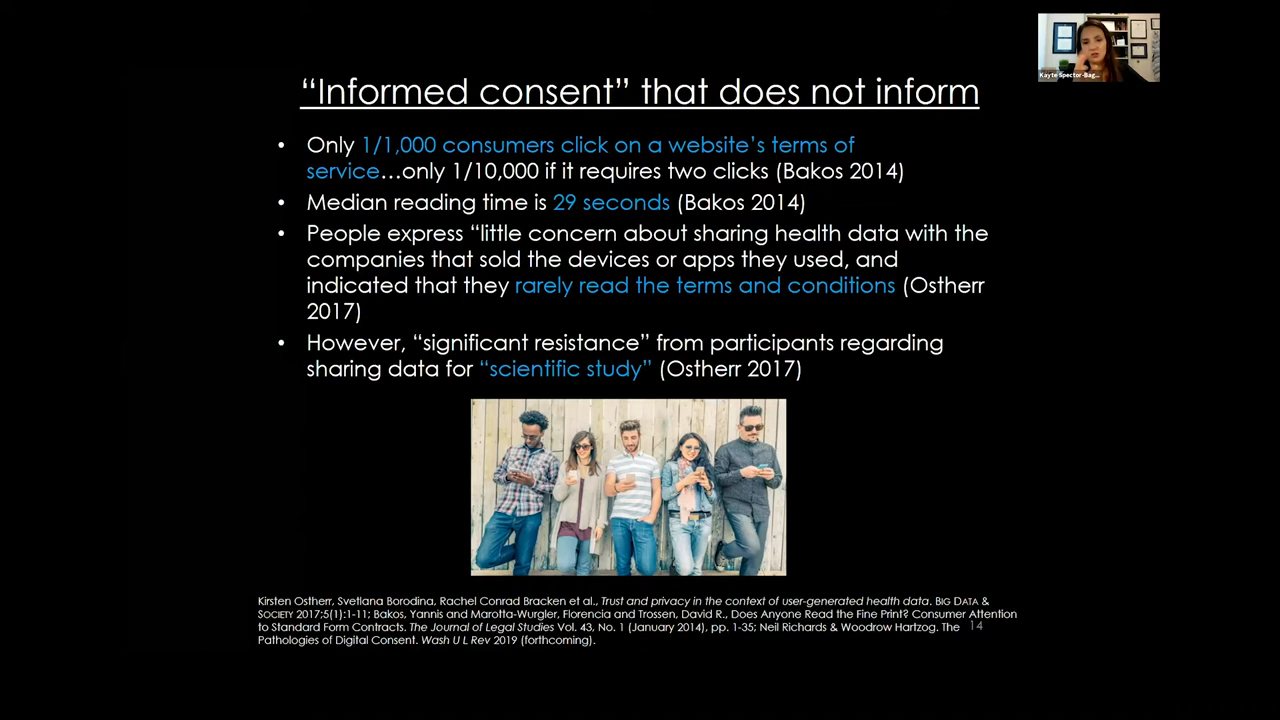 Kayte Spector-Bag...
“Informed consent” that does not inform
• Only 1/1,000 consumers click on a website’s terms of
service...only 1/10,000 if it requires two clicks (Bakos 2014)
• Median reading time is 29 seconds (Bakos 2014)
• People express “little concern about sharing health data with the
companies that sold the devices or apps they used, and
indicated that they rarely read the terms and conditions (Ostherr
2017)
• However, “significant resistance” from participants regarding
sharing data for “scientific study” (Ostherr 2017)
Kirsten Ostherr, Svetlana Borodina, Rachel Conrad Bracken et al., Trust and privacy in the context of user-generated health data. BIG DATA &
SOCIETY 2017;5(1):1-11; Bakos, Yannis and Marotta-Wurgler, Florencia and Trossen, David R., Does Anyone Read the Fine Print? Consumer Attention
to Standard Form Contracts. The Journal of Legal Studies Vol. 43, No. 1 (January 2014), pp. 1-35; Neil Richards & Woodrow Hartzog. The
Pathologies of Digital Consent. Wash U L Rev 2019 (forthcoming).
14